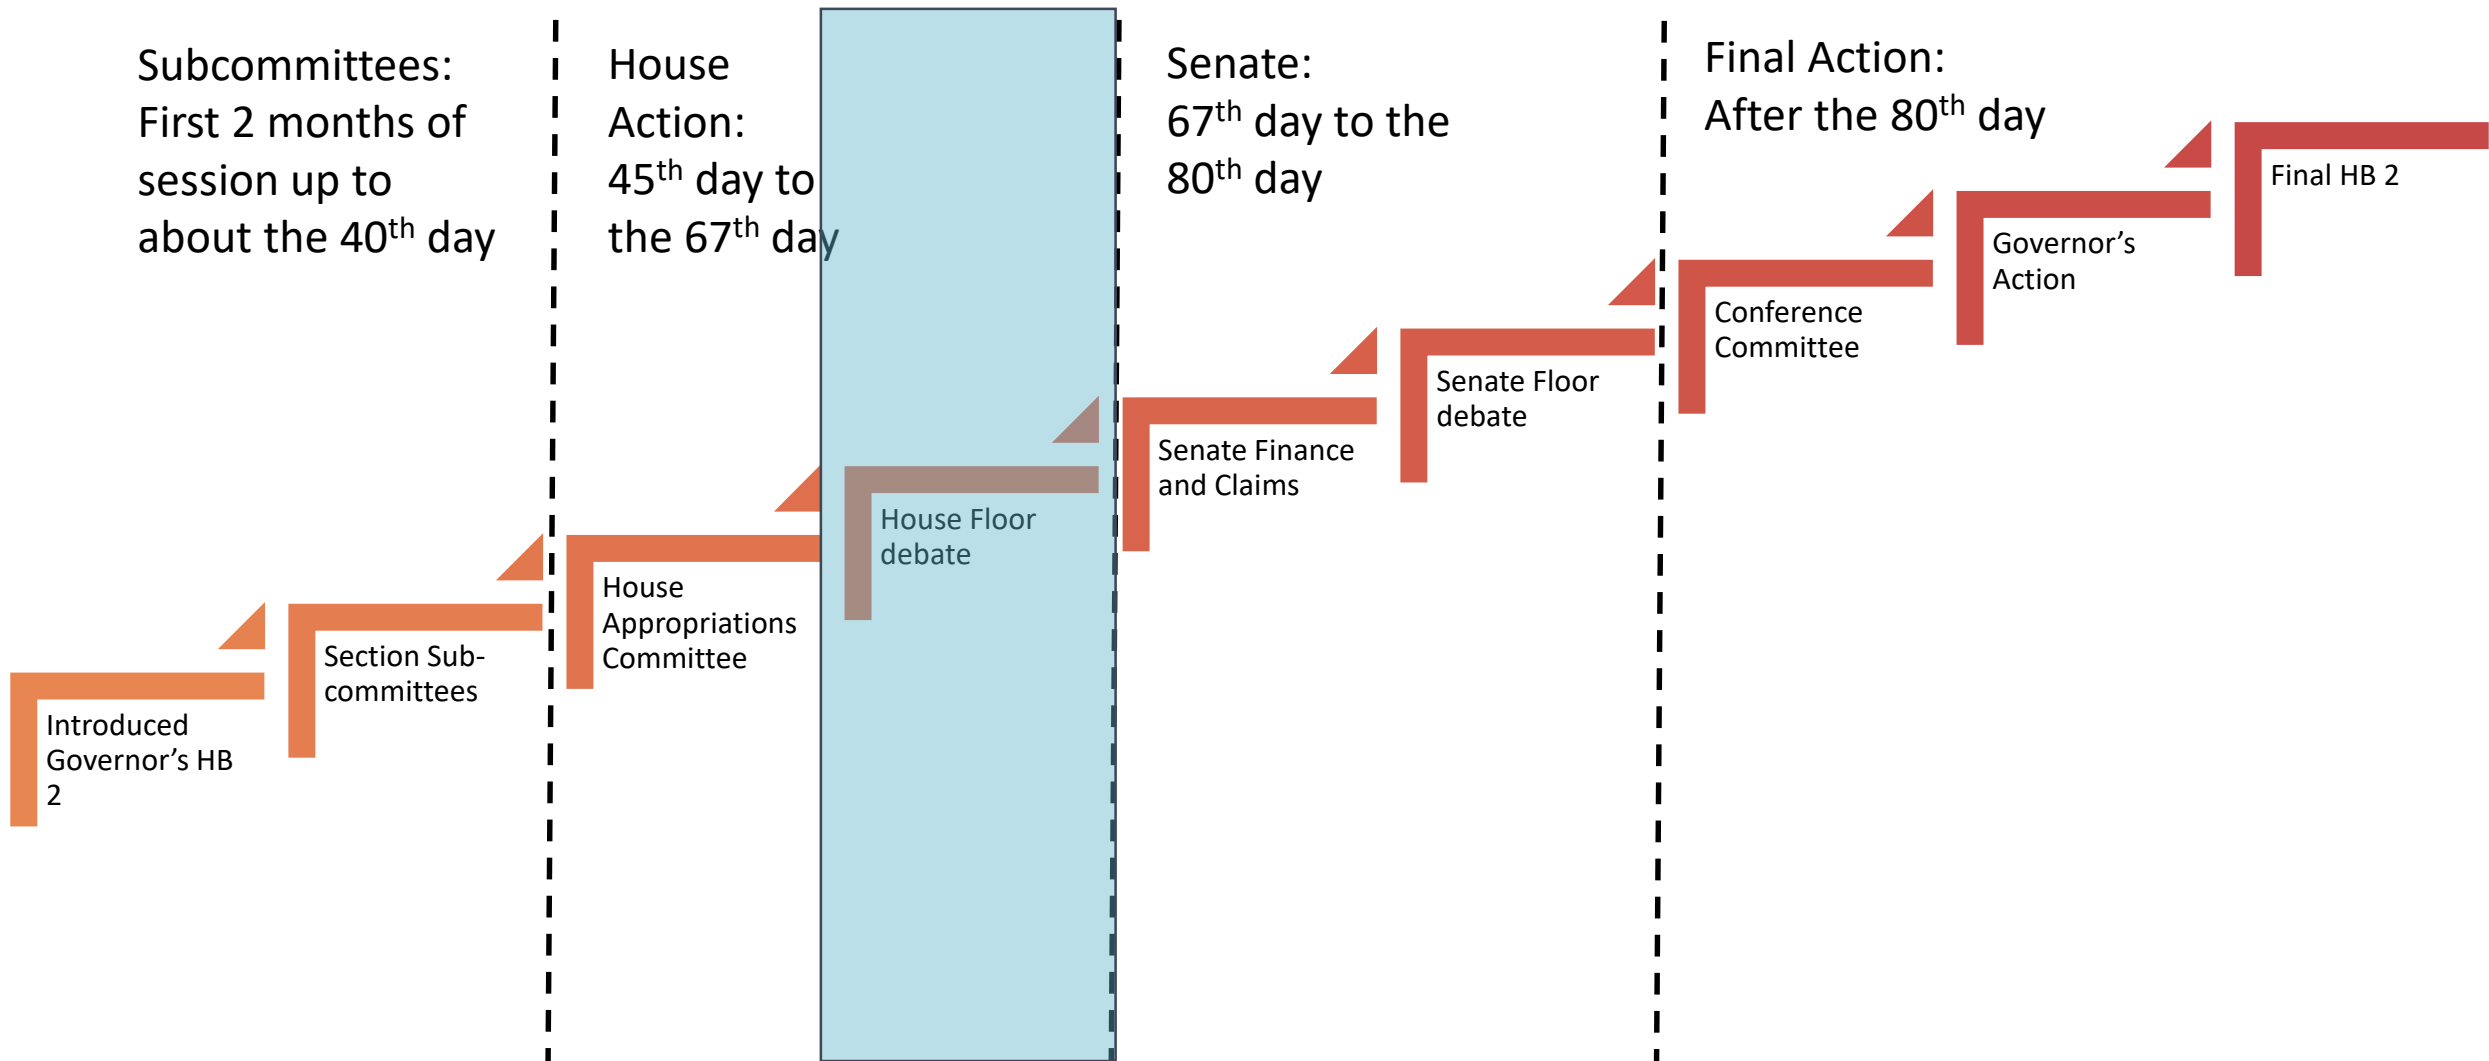 Subcommittees:
First 2 months of
session up to
about the 40th day
House
Action:
45th day to
the 67th day
Senate:
67th day to the
80th day
Final Action:
After the 80th day
Introduced
Governor’s HB
2
Section Sub-
committees
House
Appropriations
Committee
House Floor
debate
Senate Finance
and Claims
Senate Floor
debate
Conference
Committee
Governor’s
Action
Final HB 2